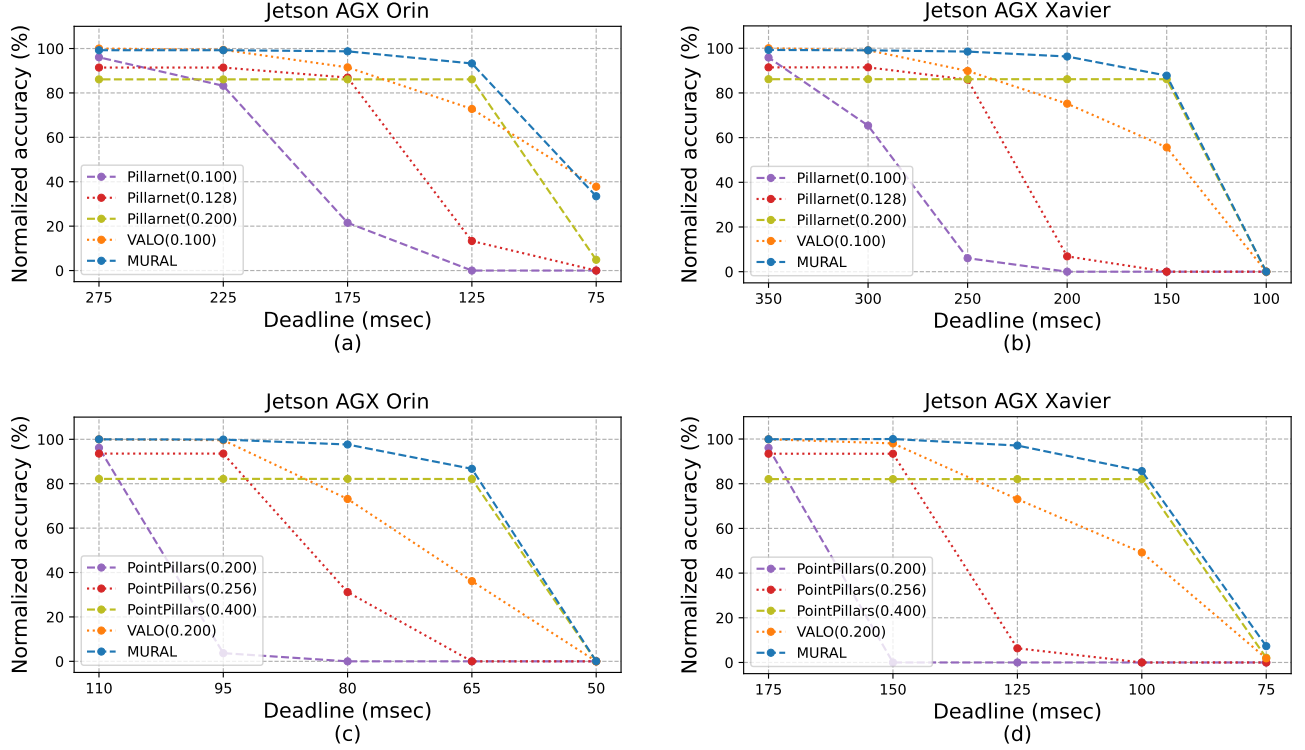 Jetson AGX Orin
Normalized accuracy (%)
100
80
60
40
20
0
Pillarnet(0.100)
Pillarnet(0.128)
Pillarnet(0.200)
VALO(0.100)
MURAL
275 225 175 125 75
Deadline (msec)
(a)
Jetson AGX Xavier
Normalized accuracy (%)
100
80
60
40
20
0
Pillarnet(0.100)
Pillarnet(0.128)
Pillarnet(0.200)
VALO(0.100)
MURAL
350 300 250 200 150 100
Deadline (msec)
(b)
Jetson AGX Orin
Normalized accuracy (%)
100
80
60
40
20
0
PointPillars(0.200)
PointPillars(0.256)
PointPillars(0.400)
VALO(0.200)
MURAL
110 95 80 65 50
Deadline (msec)
(c)
Jetson AGX Xavier
Normalized accuracy (%)
100
80
60
40
20
0
PointPillars(0.200)
PointPillars(0.256)
PointPillars(0.400)
VALO(0.200)
MURAL
175 150 125 100 75
Deadline (msec)
(d)